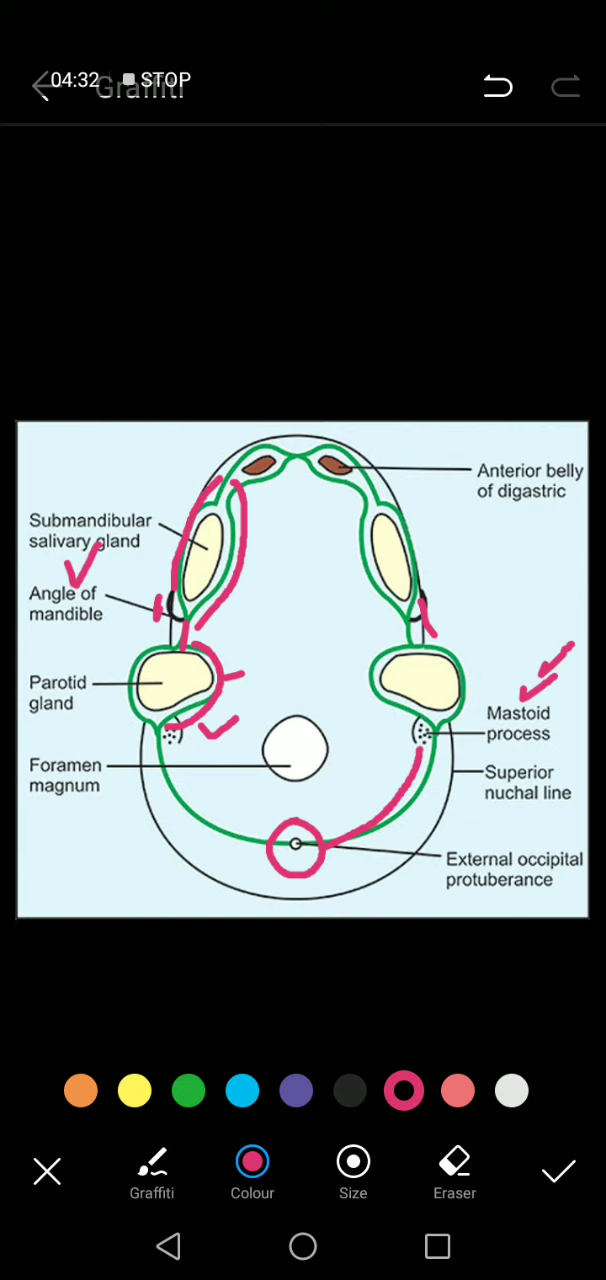 04:32 STOP
Graffiti
Anterior belly
of digastric
Submandibular
salivary gland
Angle of
mandible
Parotid
gland
Mastoid
process
Foramen
magnum
Superior
nuchal line
External occipital
protuberance
Graffiti
Colour
Size
Eraser